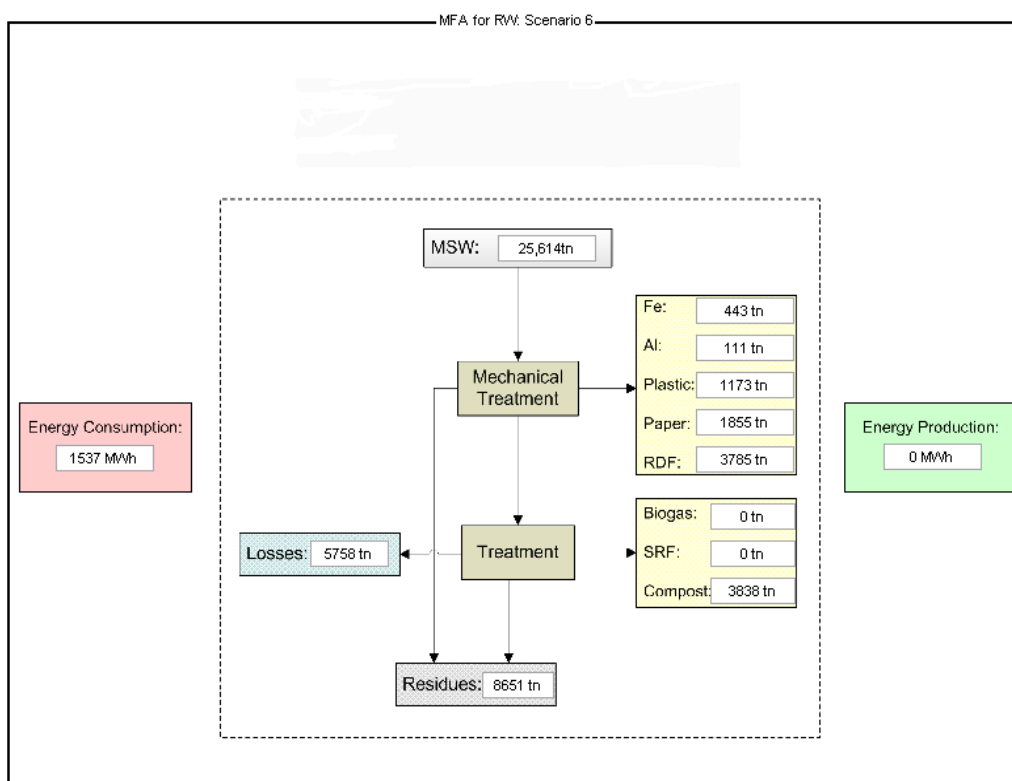 MFA for RW: Scenario 6
MSW: 25,614tn
Fe: 443 tn
Al: 111 tn
Plastic: 1173 tn
Paper: 1855 tn
RDF: 3785 tn
Mechanical
Treatment
Energy Consumption:
1537 MWh
Energy Production:
0 MWh
Biogas: 0 tn
SRF: 0 tn
Compost: 3838 tn
Losses: 5758 tn
Treatment
Residues: 8651 tn